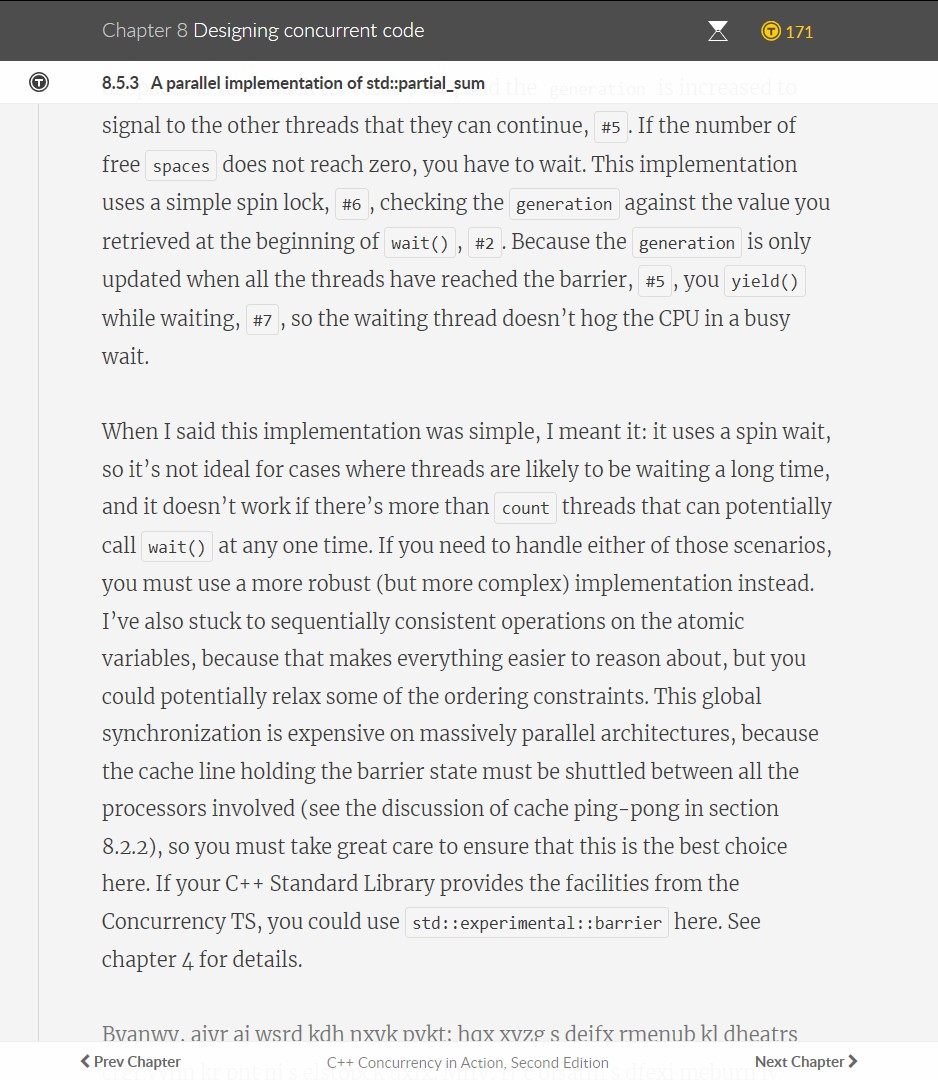 Chapter 8 Designing concurrent code
171
8.5.3 A parallel implementation of std::partial_sum
nd the generation is increased to
signal to the other threads that they can continue, #5 . If the number of
free spaces does not reach zero, you have to wait. This implementation
uses a simple spin lock, #6 , checking the generation against the value you
retrieved at the beginning of wait() , #2 . Because the generation is only
updated when all the threads have reached the barrier, #5 , you yield()
while waiting, #7 , so the waiting thread doesn’t hog the CPU in a busy
wait.
When I said this implementation was simple, I meant it: it uses a spin wait,
so it’s not ideal for cases where threads are likely to be waiting a long time,
and it doesn’t work if there’s more than count threads that can potentially
call wait() at any one time. If you need to handle either of those scenarios,
you must use a more robust (but more complex) implementation instead.
I’ve also stuck to sequentially consistent operations on the atomic
variables, because that makes everything easier to reason about, but you
could potentially relax some of the ordering constraints. This global
synchronization is expensive on massively parallel architectures, because
the cache line holding the barrier state must be shuttled between all the
processors involved (see the discussion of cache ping-pong in section
8.2.2), so you must take great care to ensure that this is the best choice
here. If your C++ Standard Library provides the facilities from the
Concurrency TS, you could use std::experimental::barrier here. See
chapter 4 for details.
Byanwy, aivr ai wsrd kdh nxvk pvkt: hqx xvzg s deifx rmenub kl dheatrs
Prev Chapter
C++ Concurrency in Action, Second Edition
Next Chapter